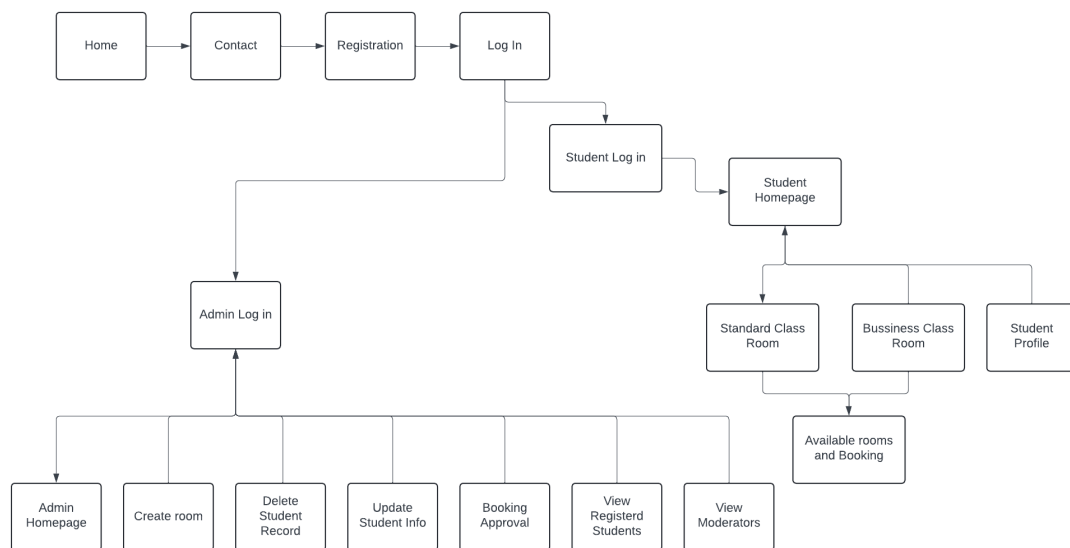 Home
Contact
Registration
Log In
Student Log in
Student
Homepage
Admin Log in
Standard Class
Room
Bussiness Class
Room
Student
Profile
Available rooms
and Booking
Admin
Homepage
Create room
Delete
Student
Record
Update
Student Info
Booking
Approval
View
Registerd
Students
View
Moderators